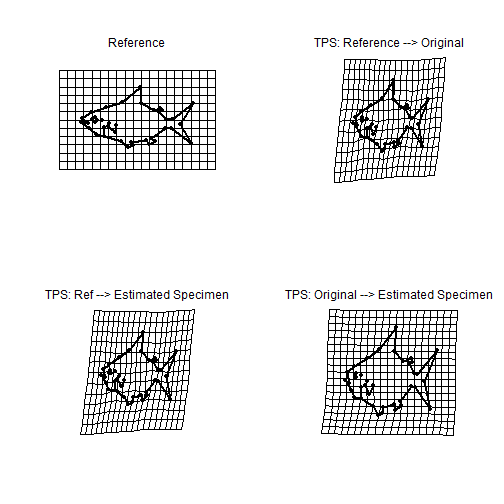 Reference
TPS: Reference --> Original
TPS: Ref --> Estimated Specimen
TPS: Original --> Estimated Specimen